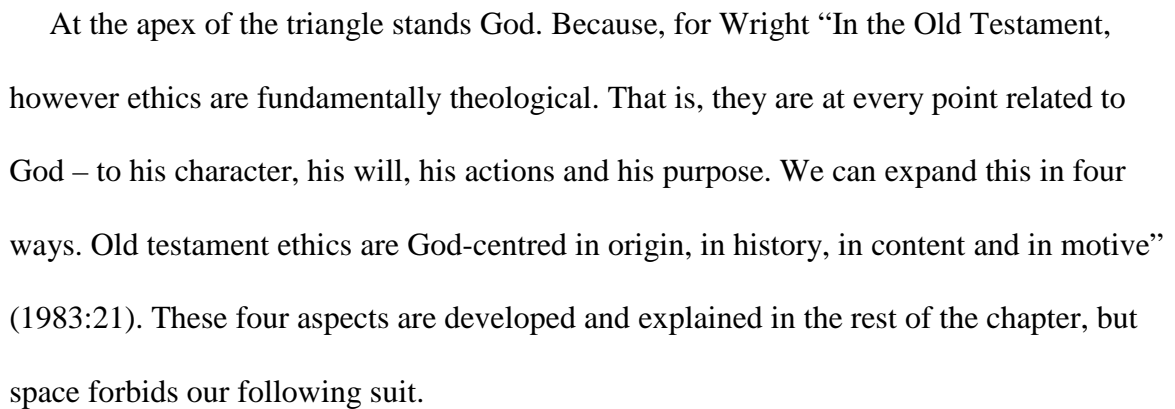 At the apex of the triangle stands God. Because, for Wright “In the Old Testament,
however ethics are fundamentally theological. That is, they are at every point related to
God – to his character, his will, his actions and his purpose. We can expand this in four
ways. Old testament ethics are God-centred in origin, in history, in content and in motive”
(1983:21). These four aspects are developed and explained in the rest of the chapter, but
space forbids our following suit.